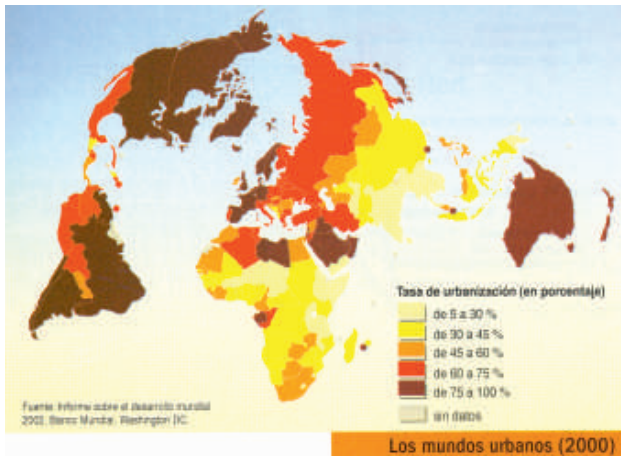 Tasa de urbanización (en porcentaje)
de 5 a 30 %
de 30 a 45 %
de 45 a 60 %
de 60 a 75 %
de 75 a 100 %
sin datos
Fuente: Informe sobre el desarrollo mundial
2002. Banco Mundial, Washington DC.
Los mundos urbanos (2000)